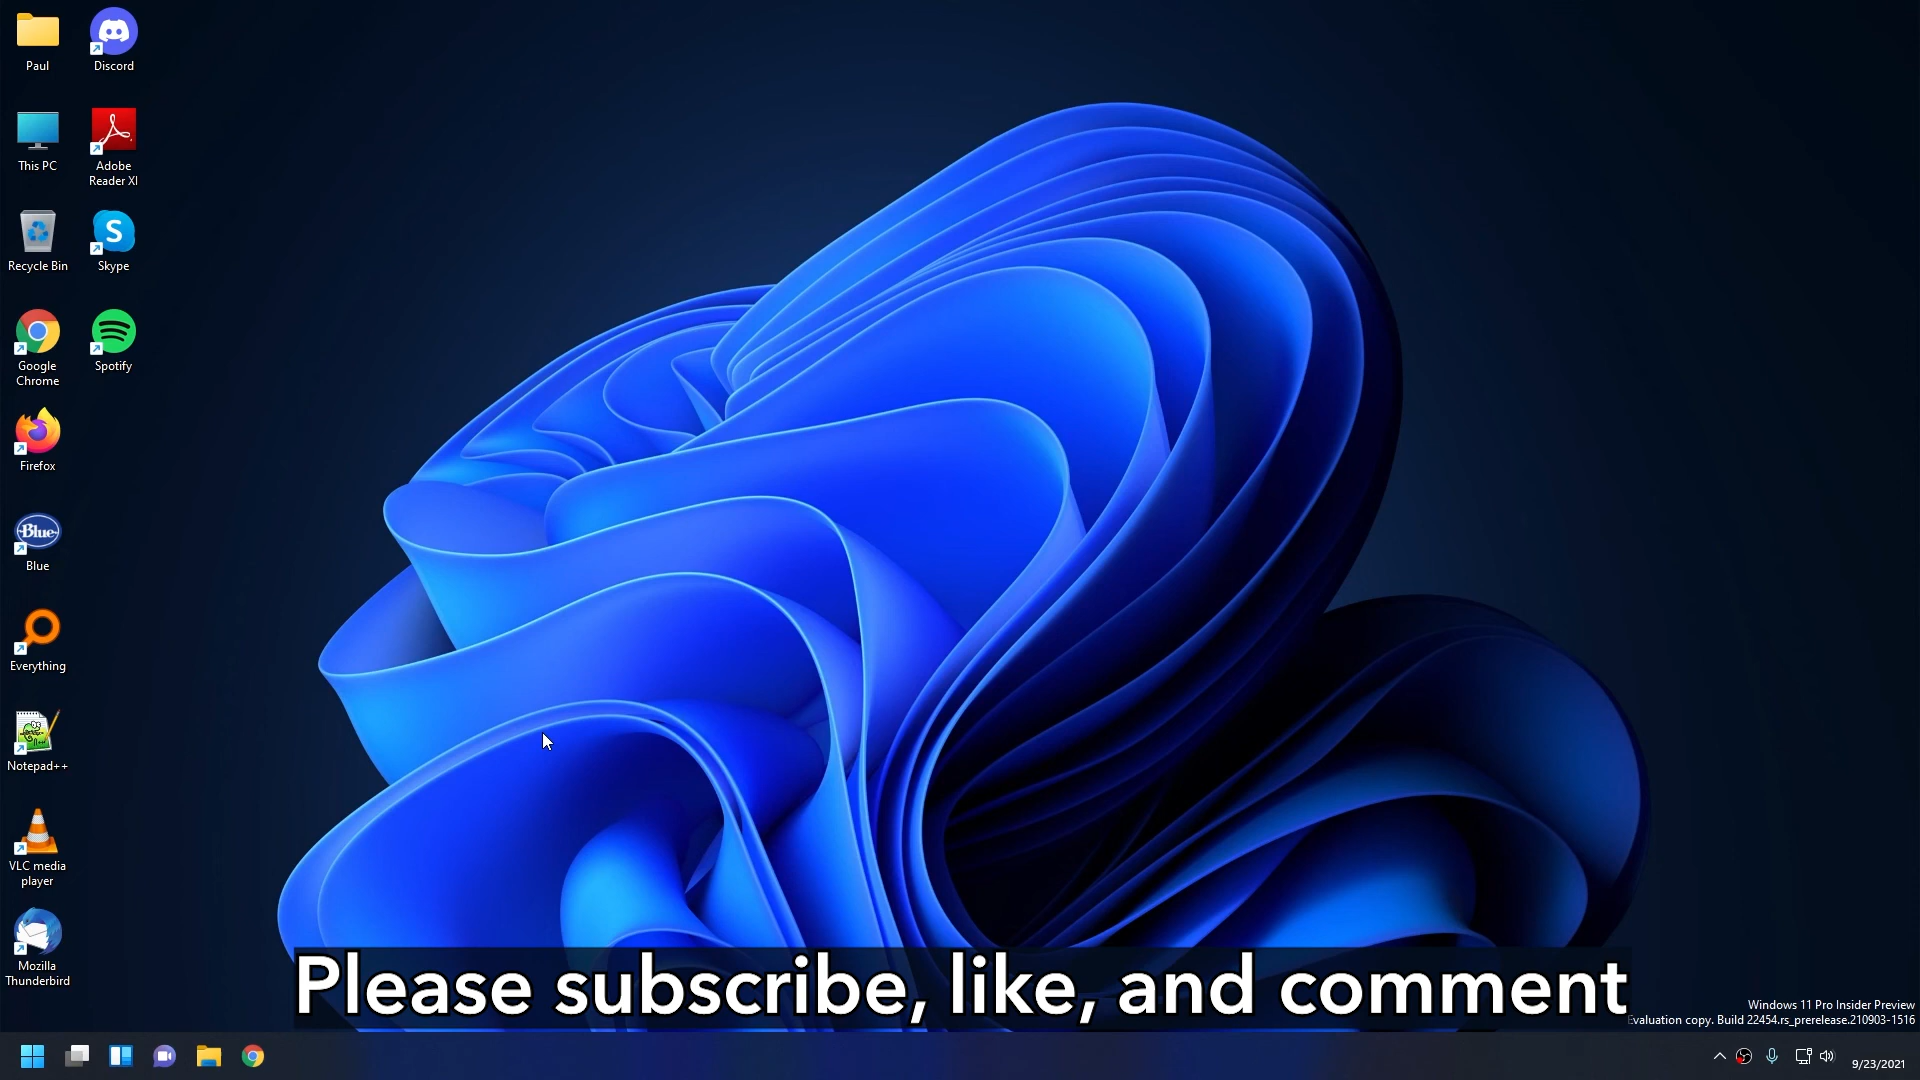 Paul
Discord
This PC
Adobe
Reader XI
Recycle Bin
Skype
Google
Chrome
Spotify
Firefox
Blue
Blue
Everything
Notepad++
VLC media
player
Mozilla
Thunderbird
Please subscribe, like, and comment
Windows 11 Pro Insider Preview
Evaluation copy. Build 22454.rs_prerelease.210903-1516
9/23/2021